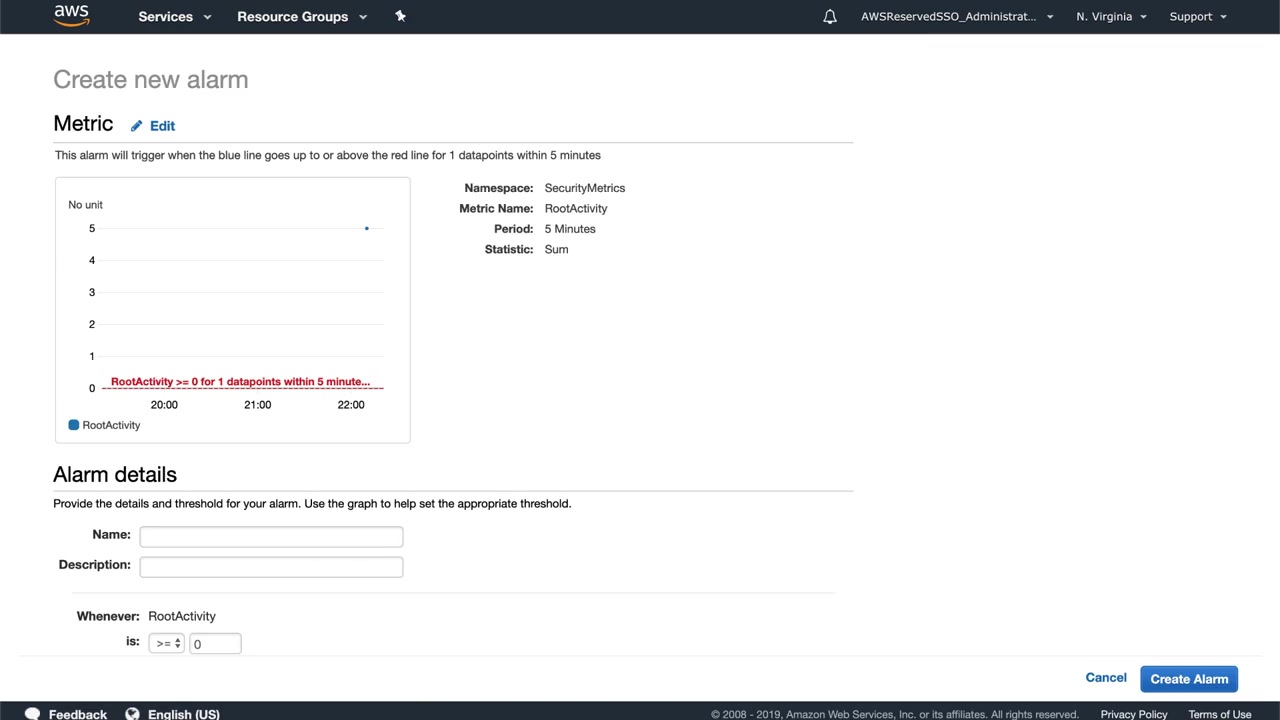 aws Services Resource Groups AWSReservedSSO_Administrat... N. Virginia Support
Create new alarm
Metric Edit
This alarm will trigger when the blue line goes up to or above the red line for 1 datapoints within 5 minutes
No unit
5
4
3
2
1
0
RootActivity >= 0 for 1 datapoints within 5 minute...
20:00 21:00 22:00
RootActivity
Namespace: SecurityMetrics
Metric Name: RootActivity
Period: 5 Minutes
Statistic: Sum
Alarm details
Provide the details and threshold for your alarm. Use the graph to help set the appropriate threshold.
Name:
Description:
Whenever: RootActivity
is: >= 0
Cancel Create Alarm
Feedback English (US) © 2008 - 2019, Amazon Web Services, Inc. or its affiliates. All rights reserved. Privacy Policy Terms of Use